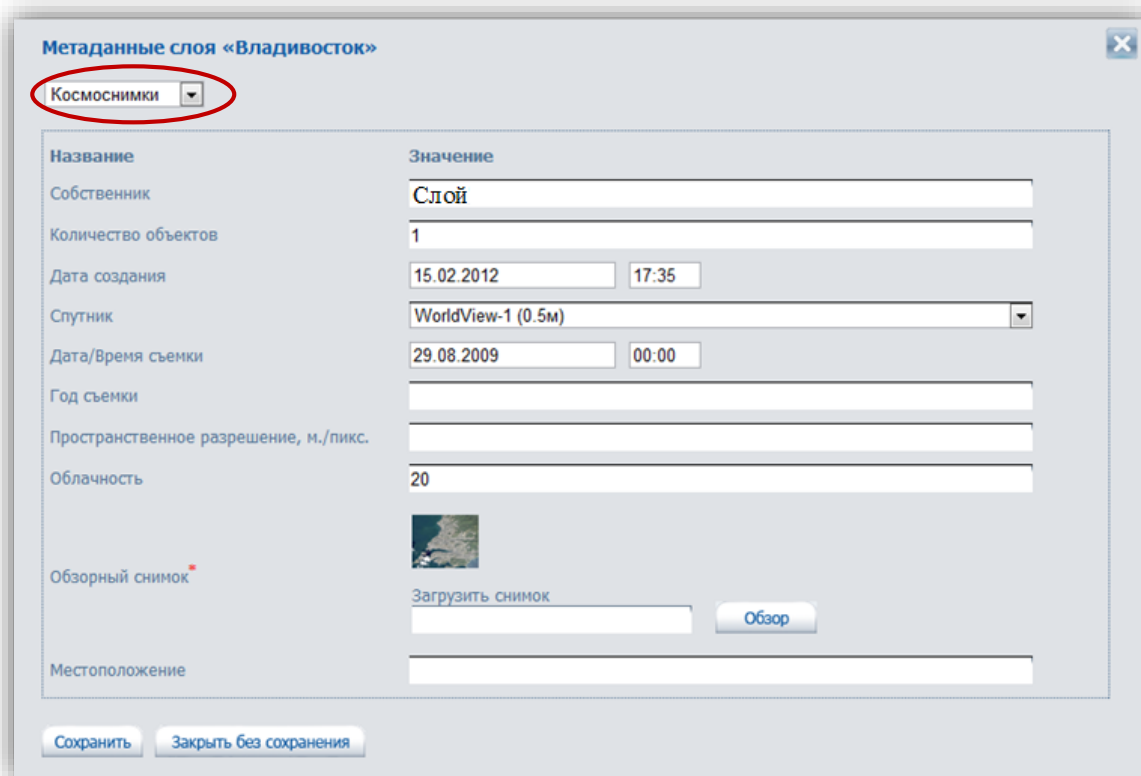 Метаданные слоя «Владивосток»
Космоснимки
Название Значение
Собственник Слой
Количество объектов 1
Дата создания 15.02.2012 17:35
Спутник WorldView-1 (0.5м)
Дата/Время съемки 29.08.2009 00:00
Год съемки
Пространственное разрешение, м./пикс.
Облачность 20
Обзорный снимок*
Загрузить снимок
Обзор
Местоположение
Сохранить Закрыть без сохранения